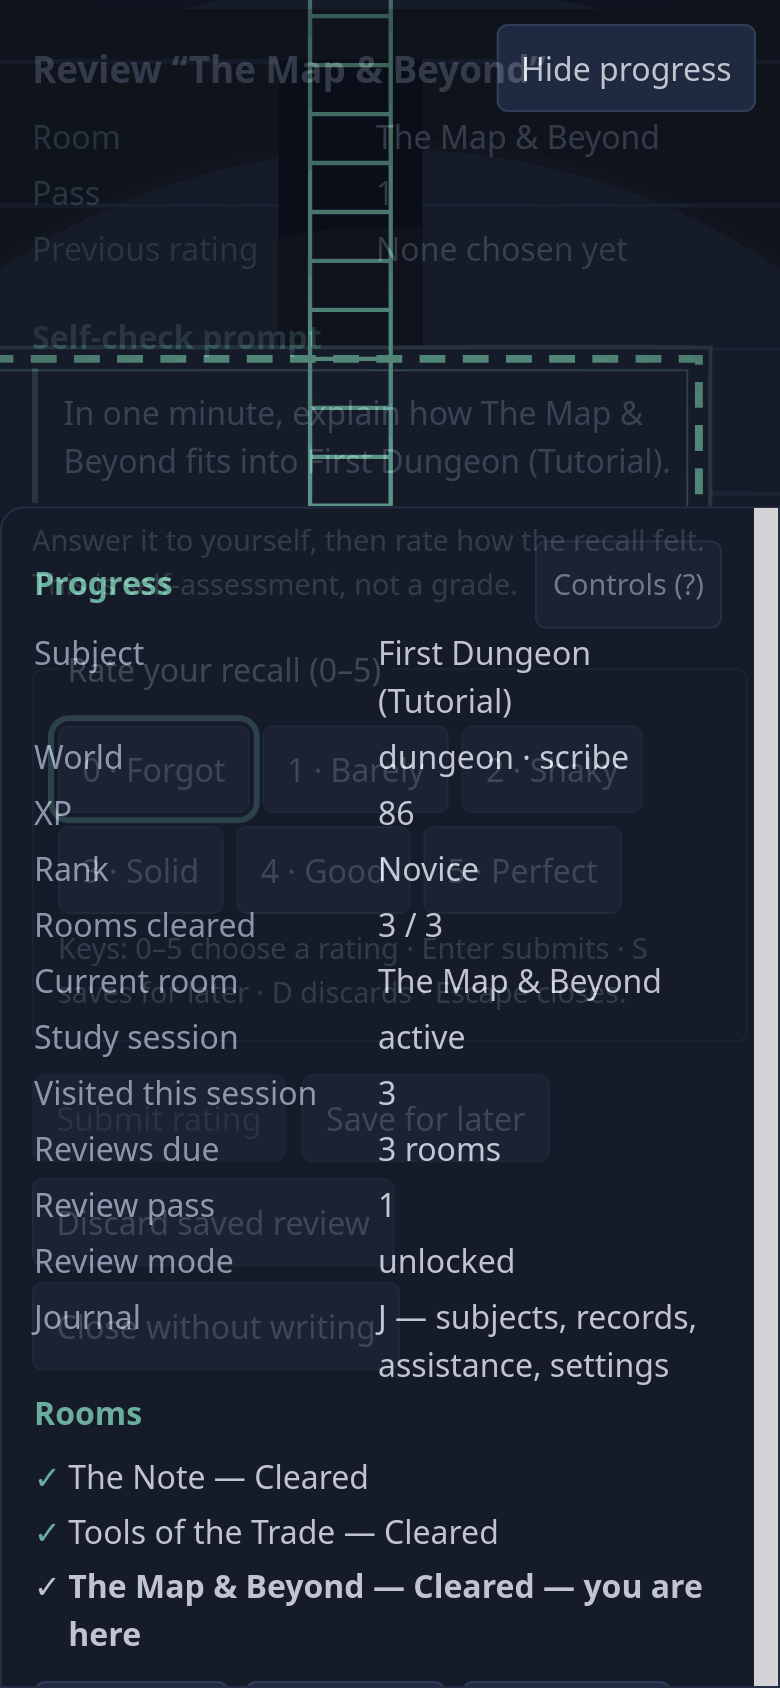 Review “The Map & Beyond”
Hide progress
Room The Map & Beyond
Pass 1
Previous rating None chosen yet
Self-check prompt
In one minute, explain how The Map &
Beyond fits into First Dungeon (Tutorial).
Answer it to yourself, then rate how the recall felt.
This is self-assessment, not a grade.
Controls (?)
Progress
Subject First Dungeon
(Tutorial)
Rate your recall (0–5)
World dungeon · scribe
0 · Forgot 1 · Barely 2 · Shaky
XP 86
Rank Novice
3 · Solid 4 · Good 5 · Perfect
Rooms cleared 3 / 3
Keys: 0–5 choose a rating · Enter submits · S
saves for later · D discards · Escape closes.
Current room The Map & Beyond
Study session active
Visited this session 3
Submit rating Save for later
Reviews due 3 rooms
Review pass 1
Discard saved review
Review mode unlocked
Journal J — subjects, records,
assistance, settings
Close without writing
Rooms
✓ The Note — Cleared
✓ Tools of the Trade — Cleared
✓ The Map & Beyond — Cleared — you are
here